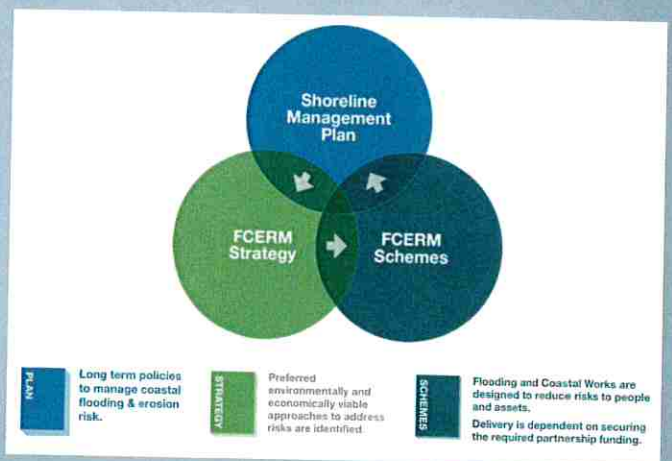 Shoreline
Management
Plan
FCERM
Strategy
FCERM
Schemes
PLAN
Long term policies
to manage coastal
flooding & erosion
risk.
STRATEGY
Preferred
environmentally and
economically viable
approaches to address
risks are identified
SCHEMES
Flooding and Coastal Works are
designed to reduce risks to people
and assets.
Delivery is dependent on securing
the required partnership funding.